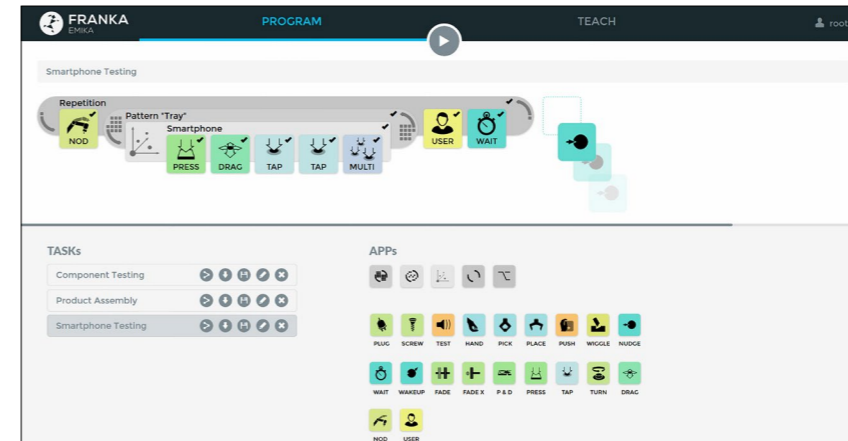 FRANKA
EMIKA
PROGRAM
TEACH
root
Smartphone Testing
Repetition
Pattern "Tray"
Smartphone
NOD
USER
WAIT
PRESS
DRAG
TAP
TAP
MULTI
TASKs
APPs
Component Testing
Product Assembly
Smartphone Testing
PLUG SCREW TEST HAND PICK PLACE PUSH WIGGLE NUDGE
WAIT WAKEUP FADE FADE X P & D PRESS TAP TURN DRAG
NOD USER